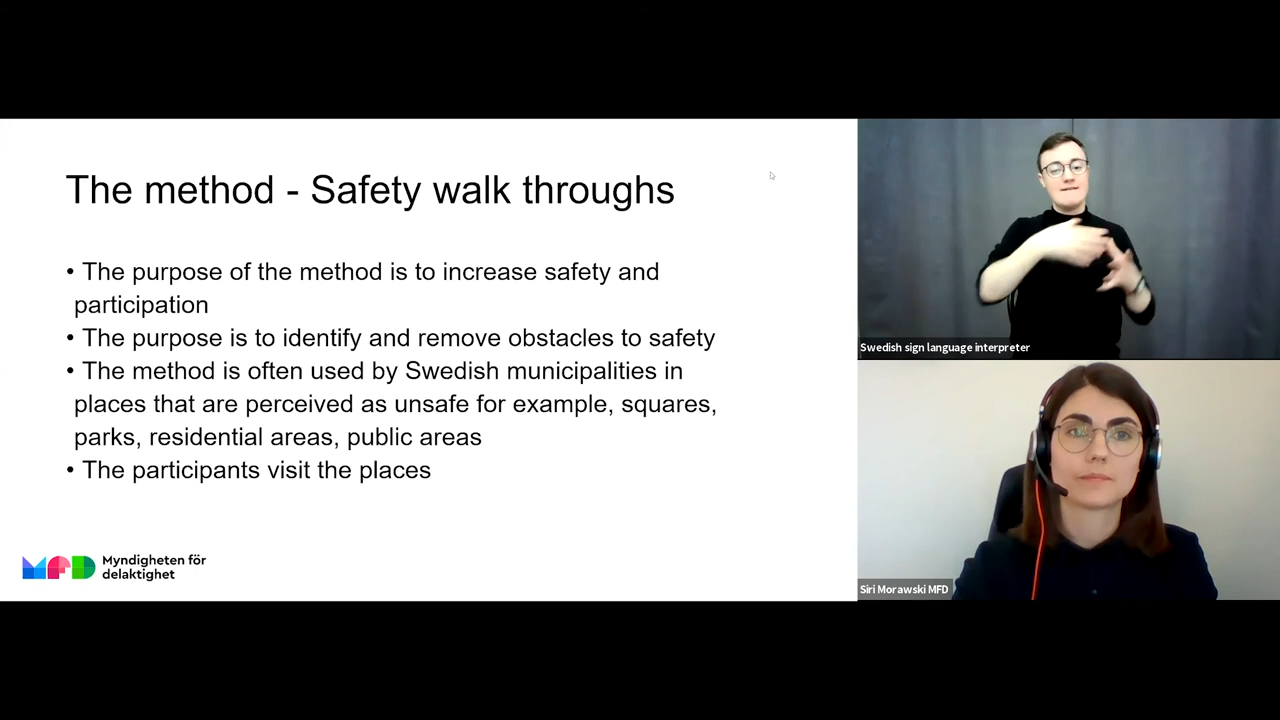 The method - Safety walk throughs
• The purpose of the method is to increase safety and
participation
• The purpose is to identify and remove obstacles to safety
• The method is often used by Swedish municipalities in
places that are perceived as unsafe for example, squares,
parks, residential areas, public areas
• The participants visit the places
MFD
Myndigheten för
delaktighet
Swedish sign language interpreter
Siri Morawski MFD